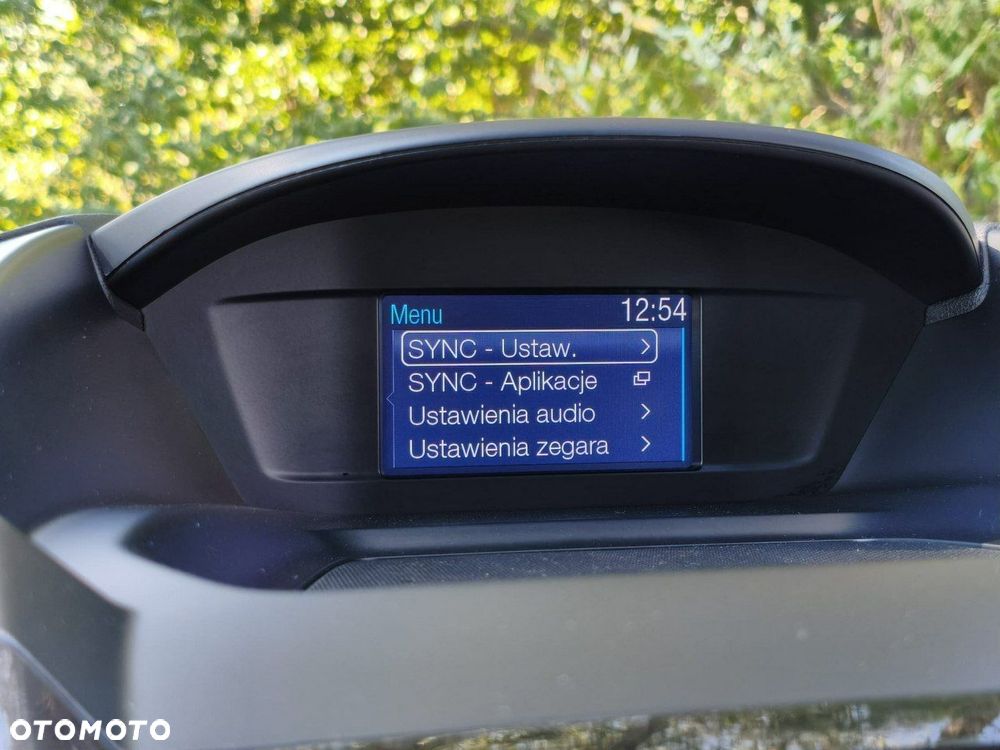 Menu 12:54
SYNC - Ustaw.
SYNC - Aplikacje
Ustawienia audio
Ustawienia zegara
OTOMOTO